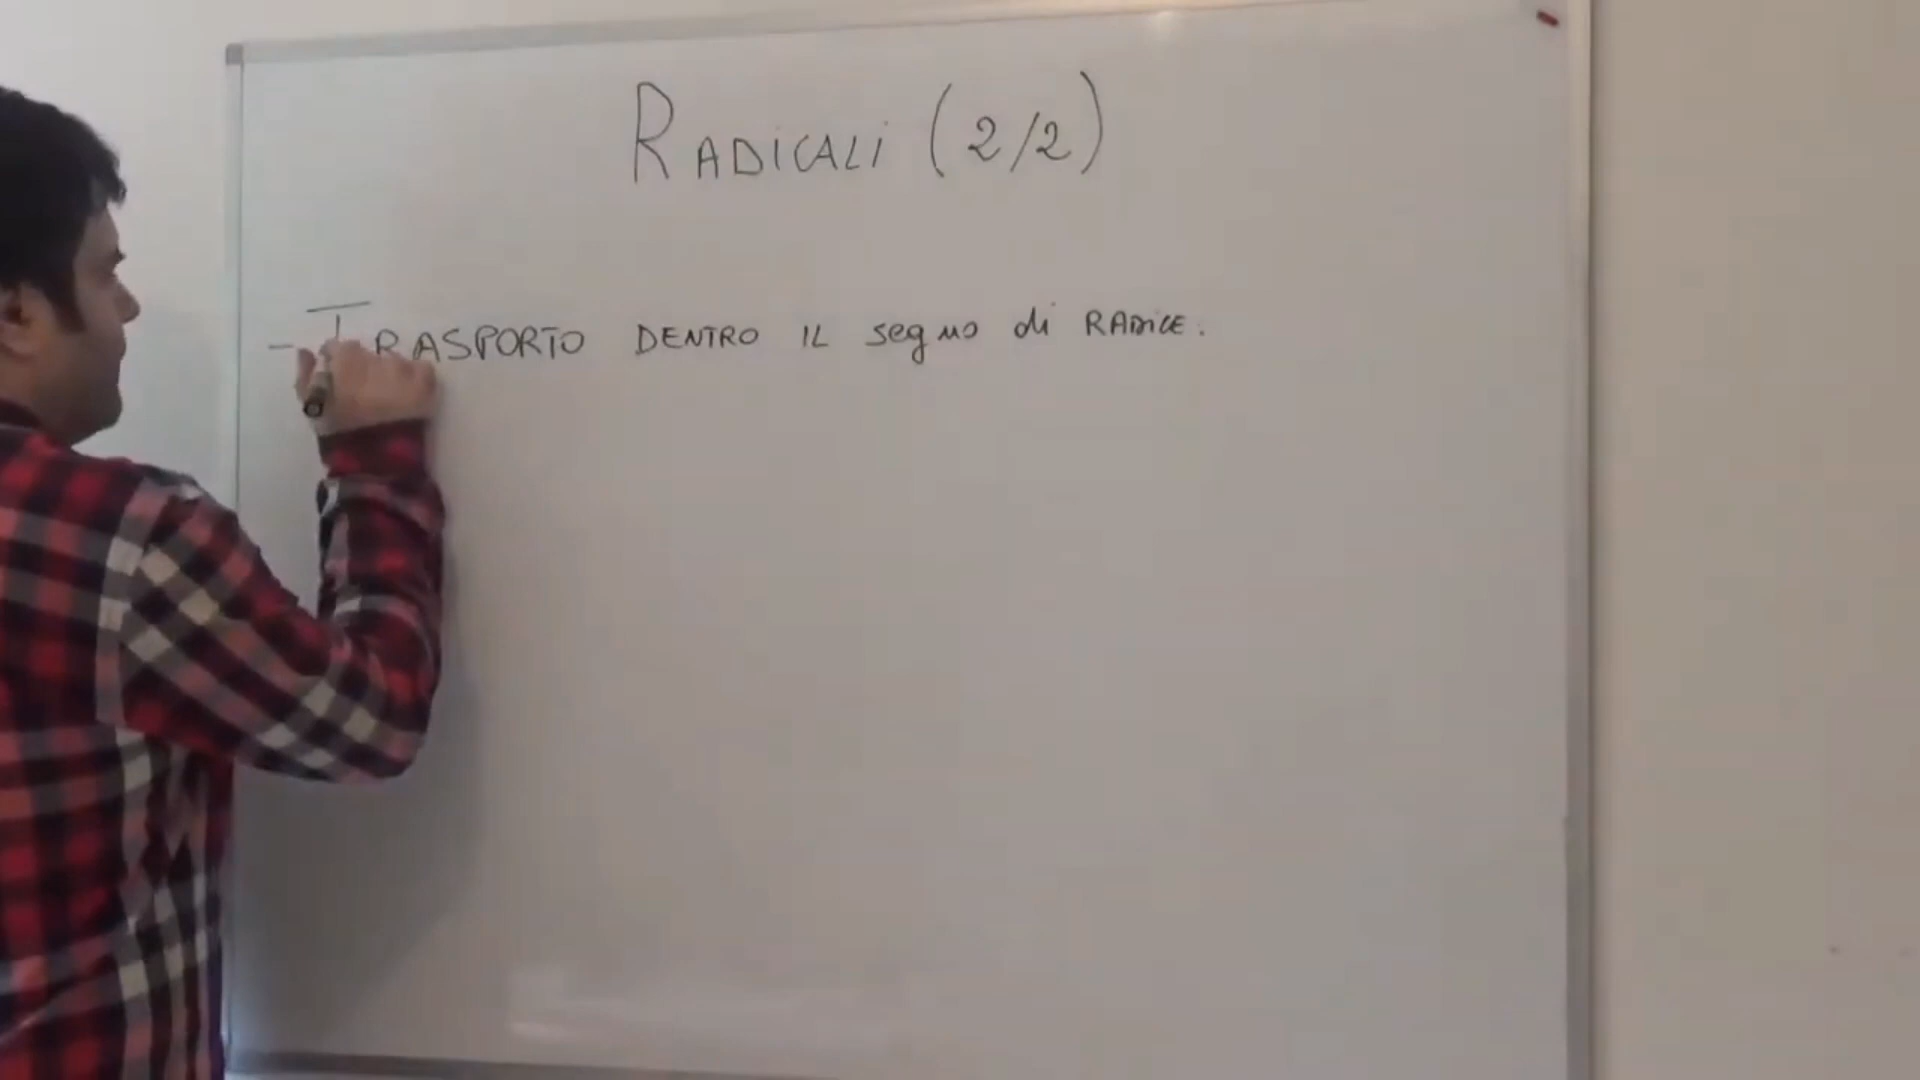 RADiCALi (2/2)
- TRASPORTO DENTRO IL segno di RADICE.